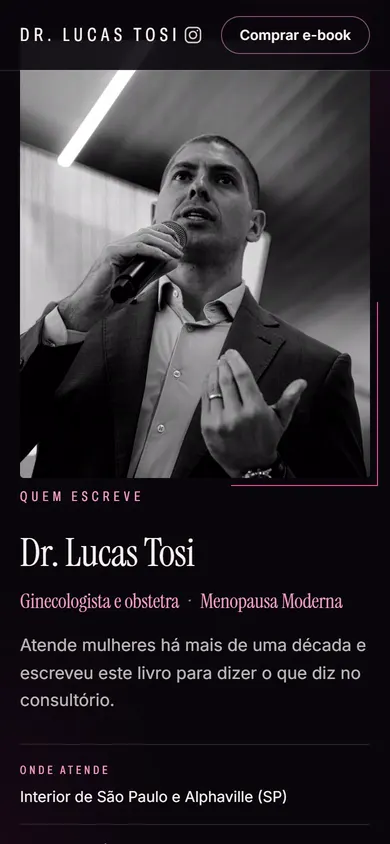 DR. LUCAS TOSI
Comprar e-book
QUEM ESCREVE
Dr. Lucas Tosi
Ginecologista e obstetra · Menopausa Moderna
Atende mulheres há mais de uma década e
escreveu este livro para dizer o que diz no
consultório.
ONDE ATENDE
Interior de São Paulo e Alphaville (SP)